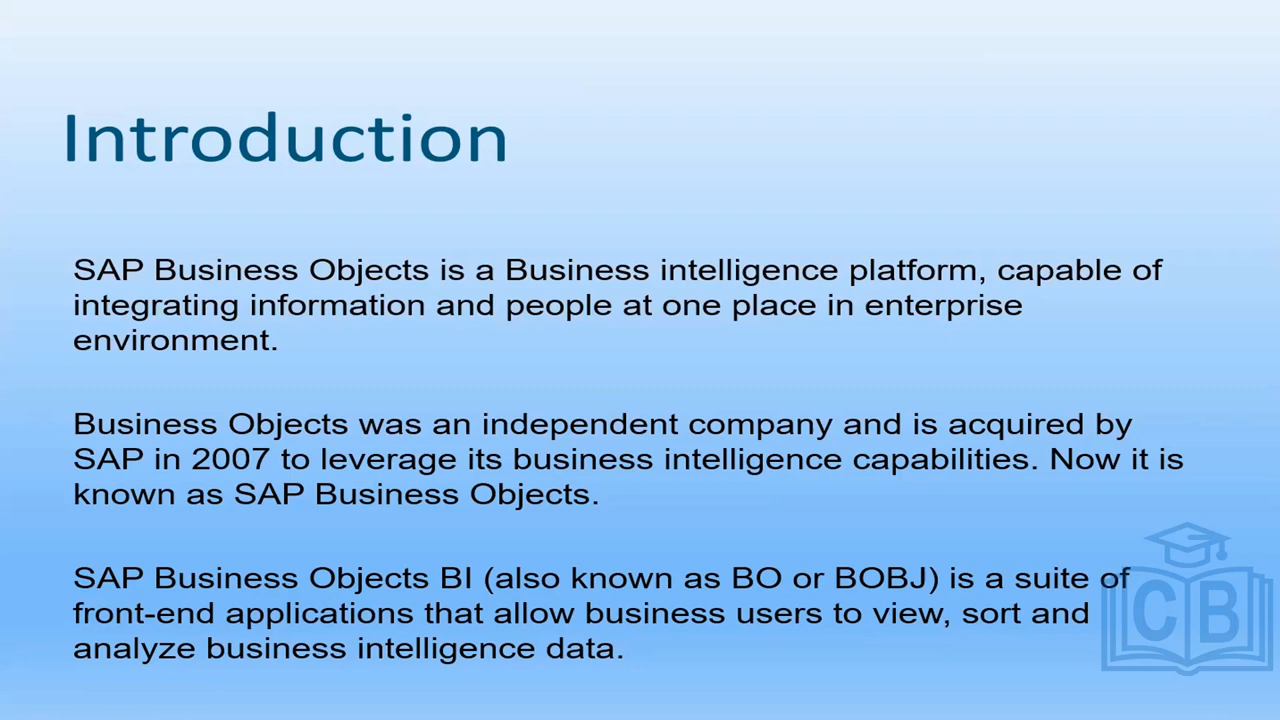 Introduction
SAP Business Objects is a Business intelligence platform, capable of
integrating information and people at one place in enterprise
environment.
Business Objects was an independent company and is acquired by
SAP in 2007 to leverage its business intelligence capabilities. Now it is
known as SAP Business Objects.
SAP Business Objects BI (also known as BO or BOBJ) is a suite of
front-end applications that allow business users to view, sort and
analyze business intelligence data.
CB